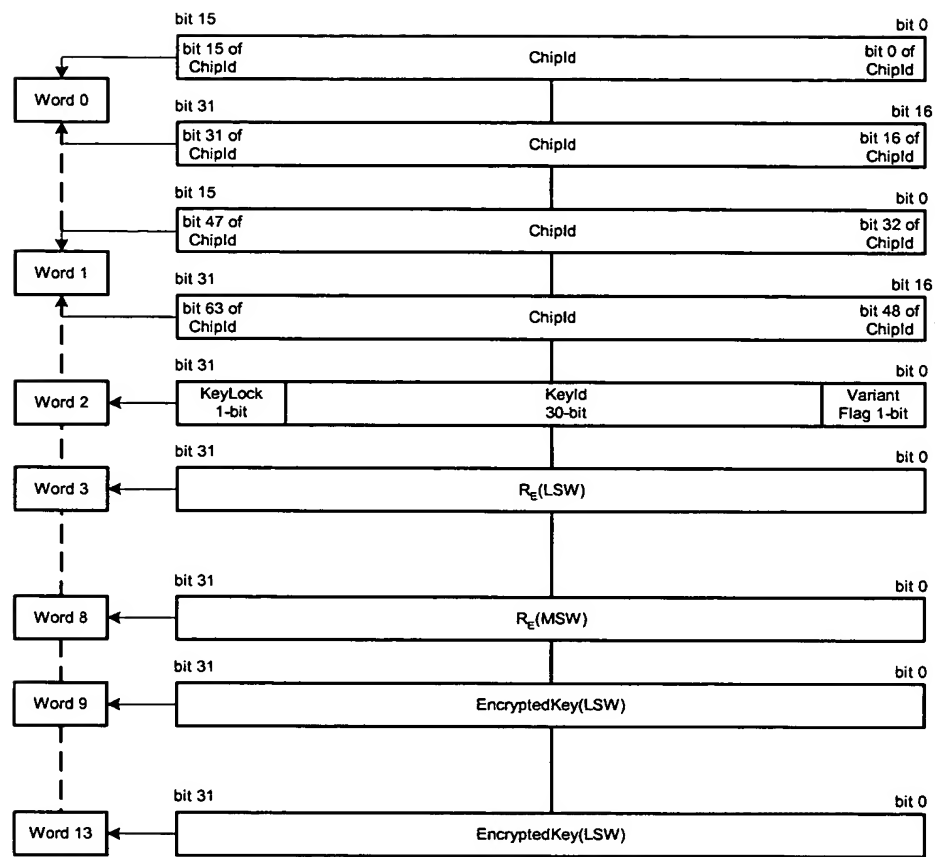 bit 15
bit 0
bit 15 of
ChipId
ChipId
bit 0 of
ChipId
Word 0
bit 31
bit 16
bit 31 of
ChipId
ChipId
bit 16 of
ChipId
bit 15
bit 0
bit 47 of
ChipId
ChipId
bit 32 of
ChipId
Word 1
bit 31
bit 16
bit 63 of
ChipId
ChipId
bit 48 of
ChipId
bit 31
bit 0
Word 2
KeyLock
1-bit
KeyId
30-bit
Variant
Flag 1-bit
bit 31
bit 0
Word 3
R_E(LSW)
bit 31
bit 0
Word 8
R_E(MSW)
bit 31
bit 0
Word 9
EncryptedKey(LSW)
bit 31
bit 0
Word 13
EncryptedKey(LSW)